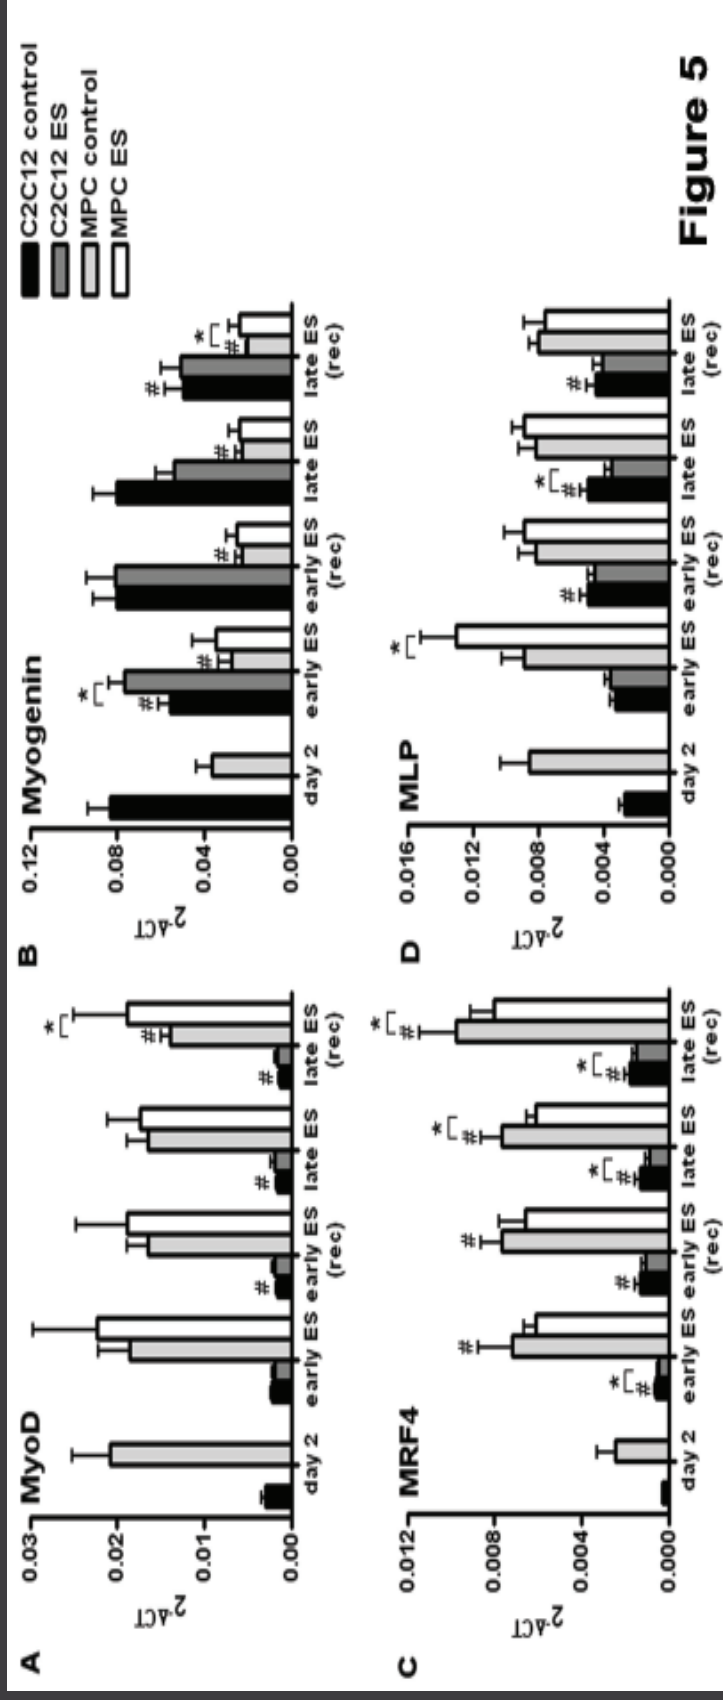 C2C12 control
C2C12 ES
MPC control
MPC ES
A
MyoD
2-ΔCT
0.03
0.02
0.01
0.00
# # # # *
day 2 early ES early ES late ES late ES
(rec) (rec)
B
Myogenin
2-ΔCT
0.12
0.08
0.04
0.00
# * # # # # # *
day 2 early ES early ES late ES late ES
(rec) (rec)
C
MRF4
2-ΔCT
0.012
0.008
0.004
0.000
# * # # # # * # * # * # *
day 2 early ES early ES late ES late ES
(rec) (rec)
D
MLP
2-ΔCT
0.016
0.012
0.008
0.004
0.000
* # # * #
day 2 early ES early ES late ES late ES
(rec) (rec)
Figure 5